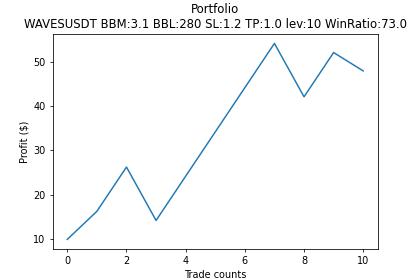 Portfolio
WAVESUSDT BBM:3.1 BBL:280 SL:1.2 TP:1.0 lev:10 WinRatio:73.0
Profit ($)
50
40
30
20
10
0 2 4 6 8 10
Trade counts